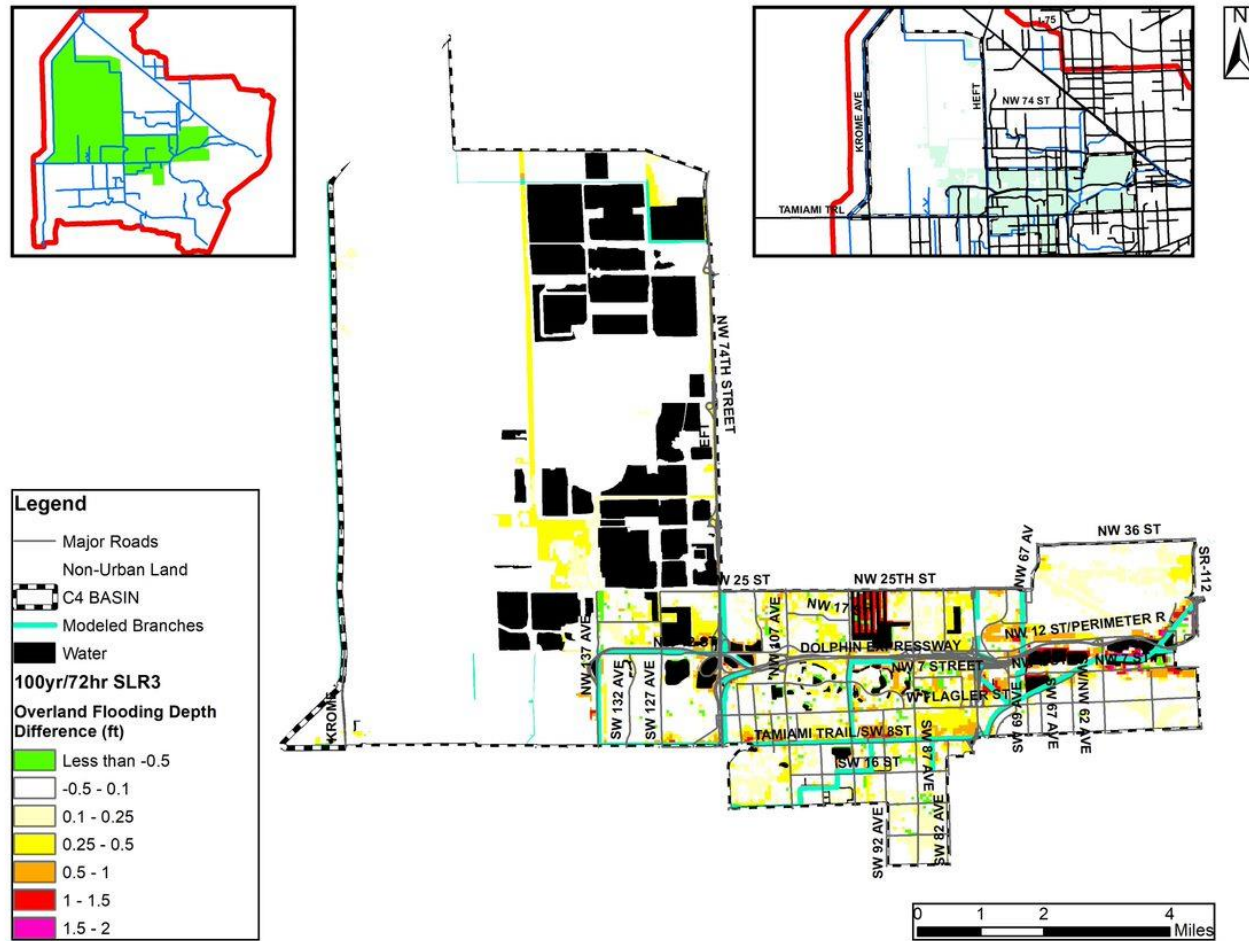 N
I-75
KROME AVE
HEFT
NW 74 ST
TAMIAMI TRL
NW 74TH STREET
Legend
Major Roads
Non-Urban Land
C4 BASIN
Modeled Branches
Water
100yr/72hr SLR3
Overland Flooding Depth
Difference (ft)
Less than -0.5
-0.5 - 0.1
0.1 - 0.25
0.25 - 0.5
0.5 - 1
1 - 1.5
1.5 - 2
KROME
NW 36 ST
NW 67 AV
SR-112
25 ST
NW 25TH ST
NW 17
NW 107 AVE
NW 12 ST/PERIMETER R
NW 137 AVE
DOLPHIN EXPRESSWAY
NW 7 STREET
NW 7 ST
SW 132 AVE
SW 127 AVE
W FLAGLER ST
SW 69 AVE
SW 67 AVE
SW/NW 62 AVE
TAMIAMI TRAIL/SW 8ST
SW 87 AVE
SW 16 ST
SW 92 AVE
SW 82 AVE
0 1 2 4
Miles